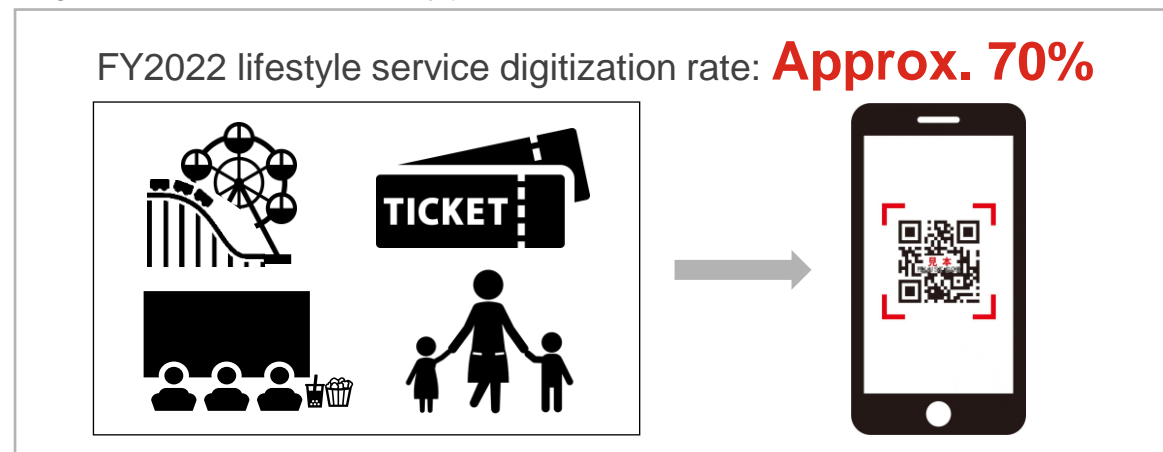 FY2022 lifestyle service digitization rate: Approx. 70%
TICKET
見本